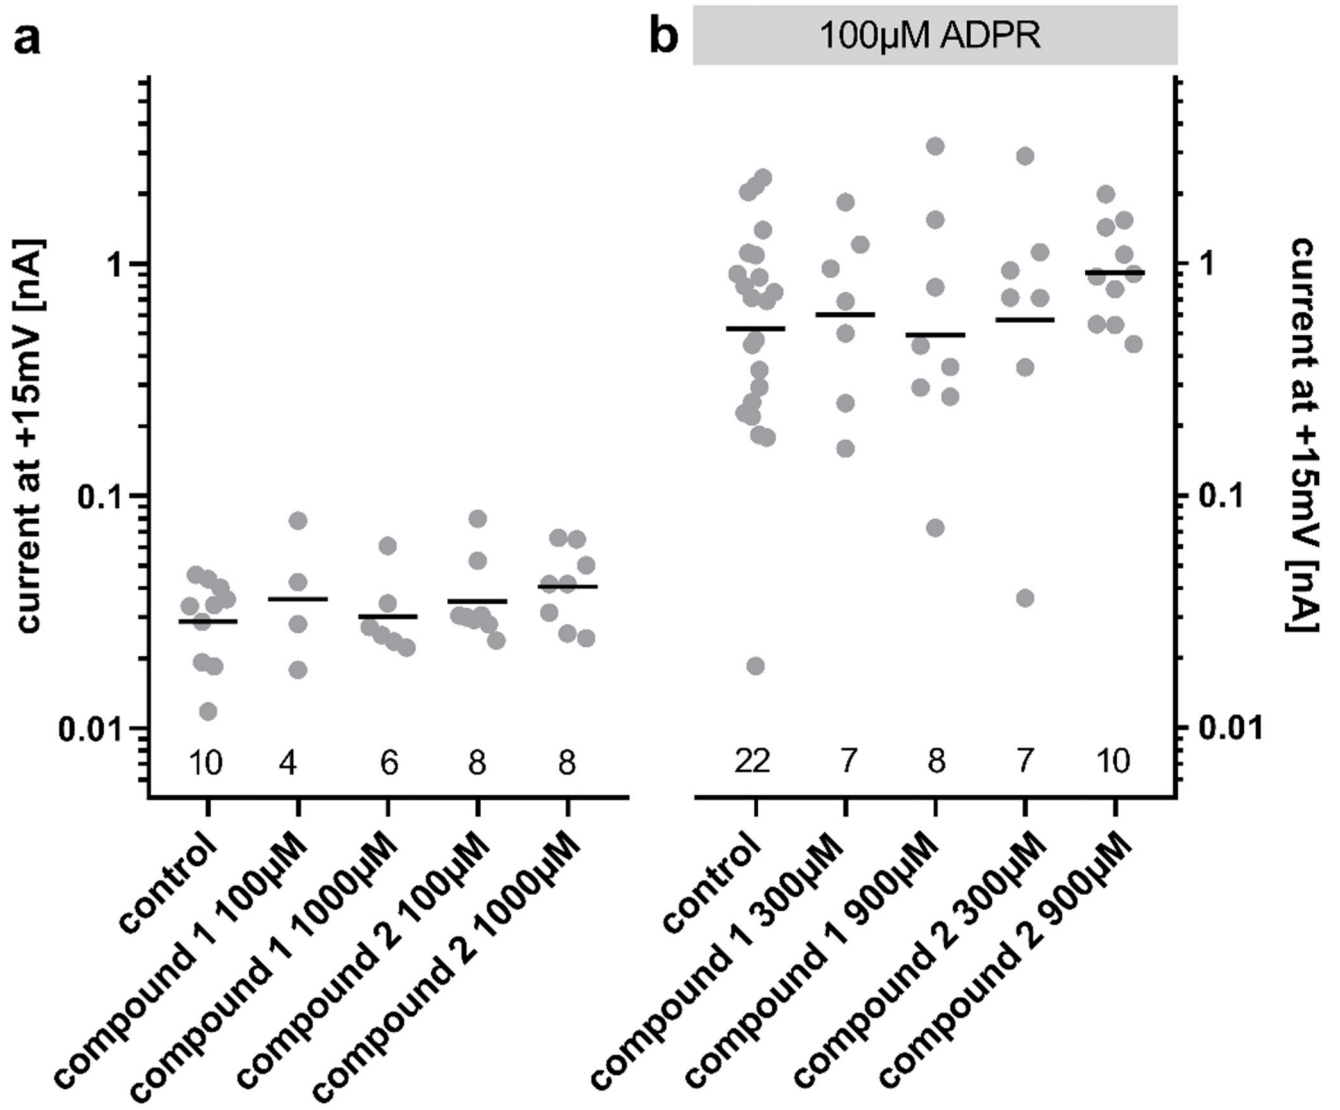 a
b
100µM ADPR
current at +15mV [nA]
1
0.1
0.01
10 4 6 8 8
control
compound 1 100µM
compound 1 1000µM
compound 2 100µM
compound 2 1000µM
22 7 8 7 10
control
compound 1 300µM
compound 1 900µM
compound 2 300µM
compound 2 900µM
1
0.1
0.01
current at +15mV [nA]